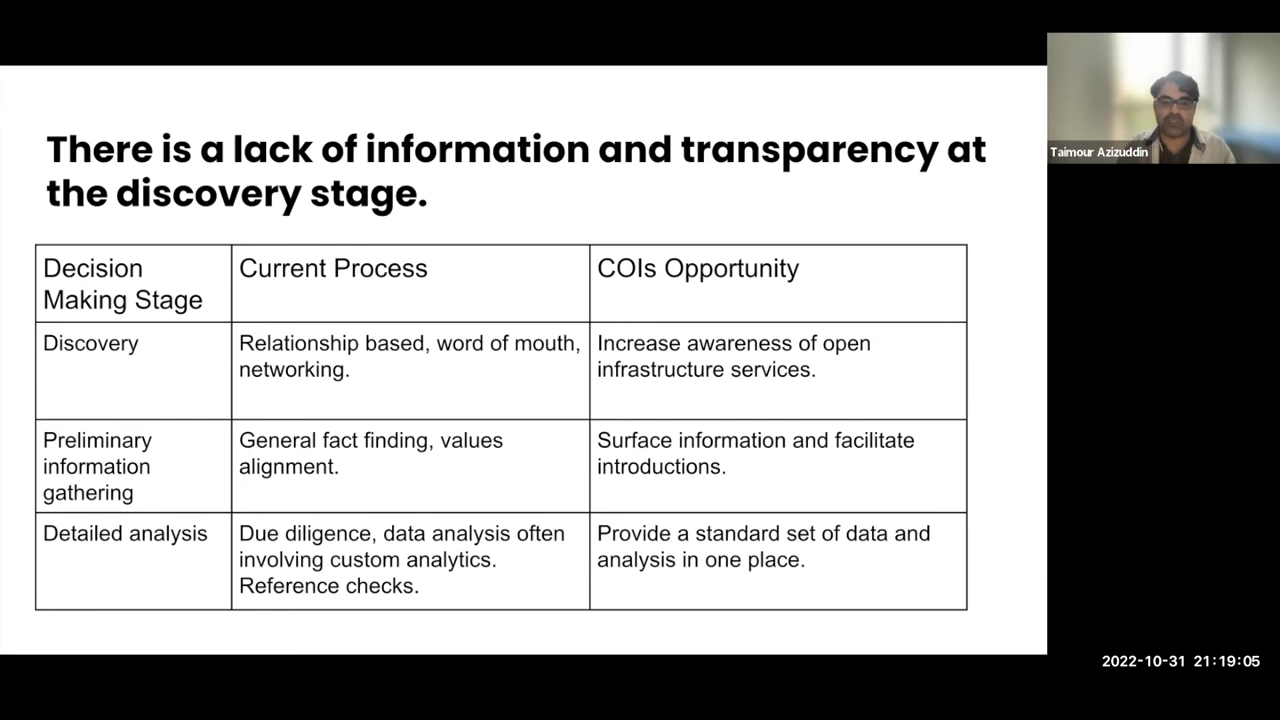 There is a lack of information and transparency at
the discovery stage.
Decision
Making Stage
Current Process
COIs Opportunity
Discovery
Relationship based, word of mouth,
networking.
Increase awareness of open
infrastructure services.
Preliminary
information
gathering
General fact finding, values
alignment.
Surface information and facilitate
introductions.
Detailed analysis
Due diligence, data analysis often
involving custom analytics.
Reference checks.
Provide a standard set of data and
analysis in one place.
Taimour Azizuddin
2022-10-31 21:19:05